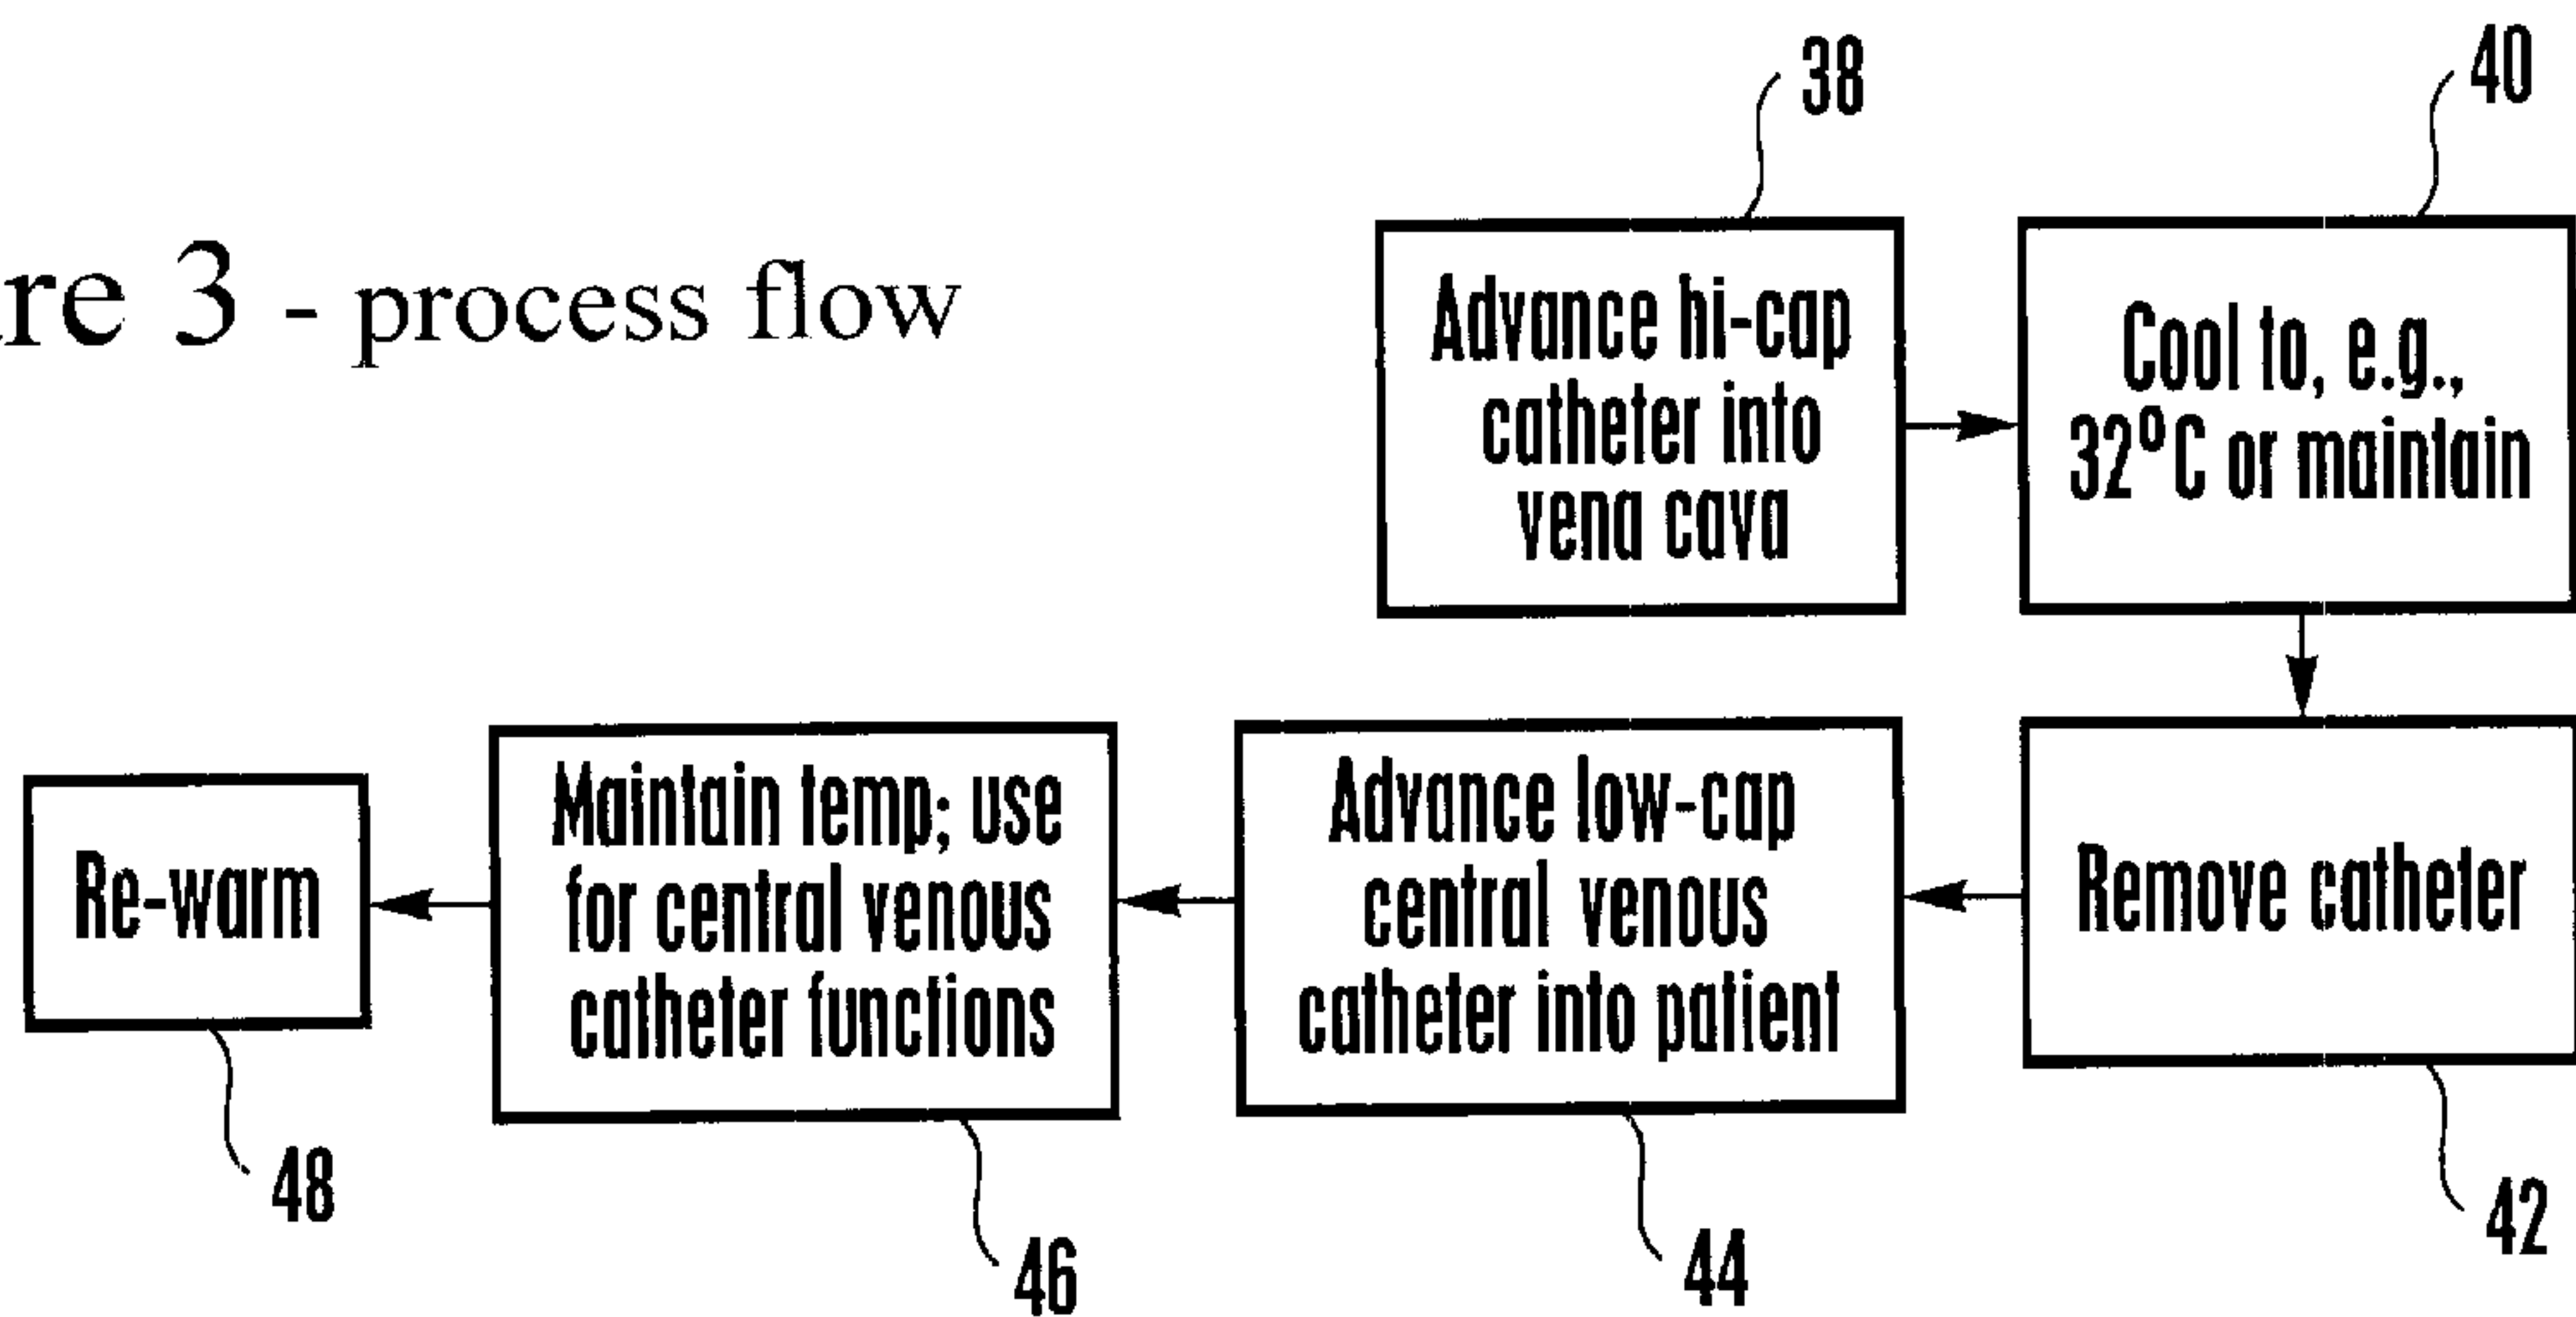 38
40
re 3 - process flow
Advance hi-cap
catheter into
vena cava
Cool to, e.g.,
32°C or maintain
Re-warm
Maintain temp; use
for central venous
catheter functions
Advance low-cap
central venous
catheter into patient
Remove catheter
48
46
44
42